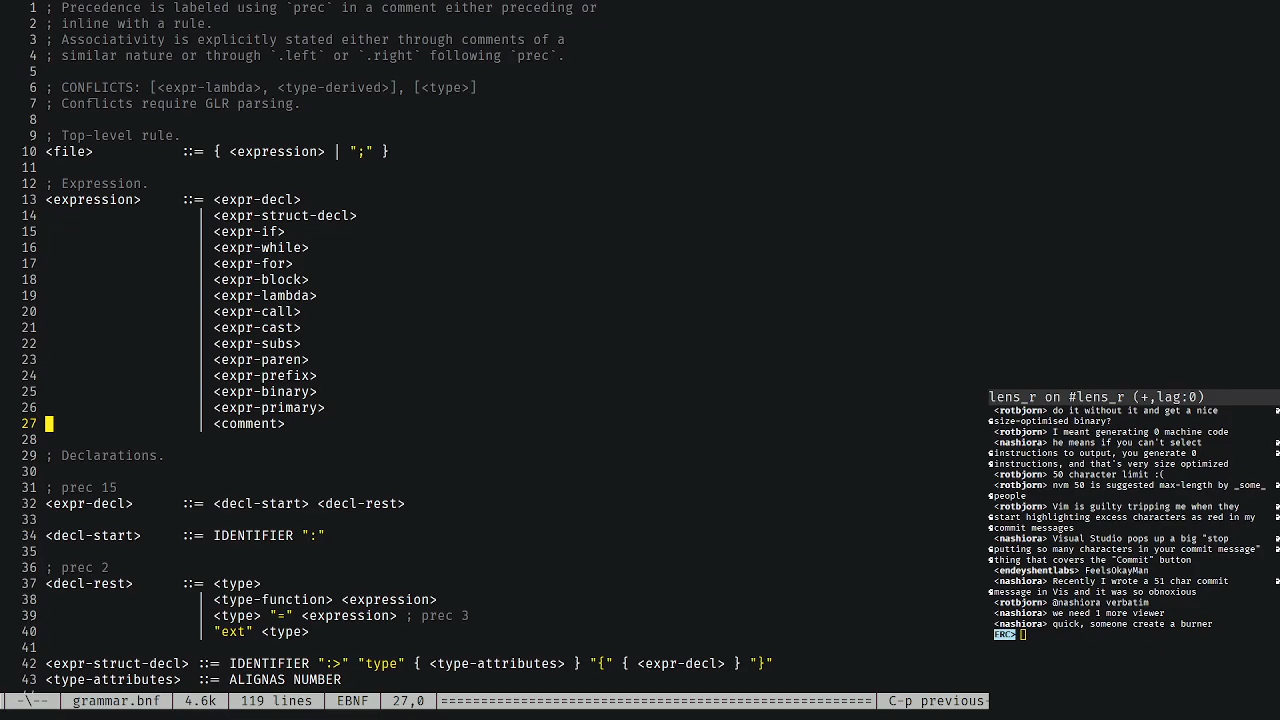 1 ; Precedence is labeled using `prec` in a comment either preceding or
2 ; inline with a rule.
3 ; Associativity is explicitly stated either through comments of a
4 ; similar nature or through `.left` or `.right` following `prec`.
5
6 ; CONFLICTS: [<expr-lambda>, <type-derived>], [<type>]
7 ; Conflicts require GLR parsing.
8
9 ; Top-level rule.
10 <file> ::= { <expression> | ";" }
11
12 ; Expression.
13 <expression> ::= <expr-decl>
14 | <expr-struct-decl>
15 | <expr-if>
16 | <expr-while>
17 | <expr-for>
18 | <expr-block>
19 | <expr-lambda>
20 | <expr-call>
21 | <expr-cast>
22 | <expr-subs>
23 | <expr-paren>
24 | <expr-prefix>
25 | <expr-binary>
26 | <expr-primary>
27 | <comment>
28
29 ; Declarations.
30
31 ; prec 15
32 <expr-decl> ::= <decl-start> <decl-rest>
33
34 <decl-start> ::= IDENTIFIER ":"
35
36 ; prec 2
37 <decl-rest> ::= <type>
38 | <type-function> <expression>
39 | <type> "=" <expression> ; prec 3
40 | "ext" <type>
41
42 <expr-struct-decl> ::= IDENTIFIER ":>" "type" { <type-attributes> } "{" { <expr-decl> } "}"
43 <type-attributes> ::= ALIGNAS NUMBER
-\-- grammar.bnf 4.6k 119 lines EBNF 27,0 C-p previous-
lens_r on #lens_r (+,lag:0)
<rotbjorn> do it without it and get a nice
size-optimised binary?
<rotbjorn> I meant generating 0 machine code
<nashiora> he means if you can't select
instructions to output, you generate 0
instructions, and that's very size optimized
<rotbjorn> 50 character limit :(
<rotbjorn> nvm 50 is suggested max-length by _some_
people
<rotbjorn> Vim is guilty tripping me when they
start highlighting excess characters as red in my
commit messages
<nashiora> Visual Studio pops up a big "stop
putting so many characters in your commit message"
thing that covers the "Commit" button
<endeyshentlabs> FeelsOkayMan
<nashiora> Recently I wrote a 51 char commit
message in Vis and it was so obnoxious
<rotbjorn> @nashiora verbatim
<nashiora> we need 1 more viewer
<nashiora> quick, someone create a burner
ERC>